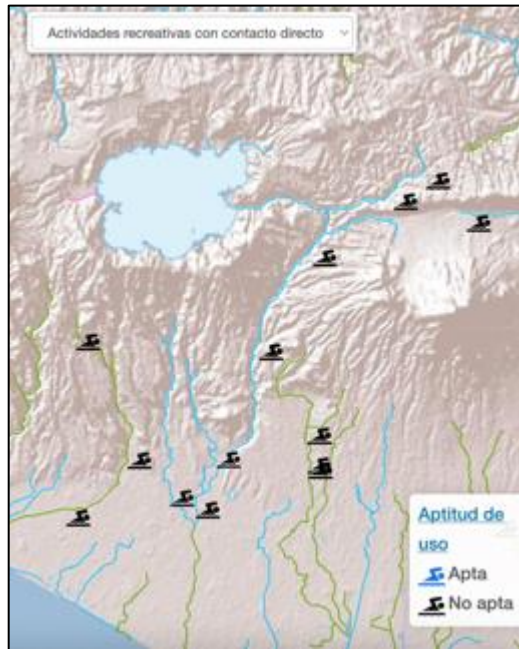 Actividades recreativas con contacto directo
Aptitud de
uso
Apta
No apta